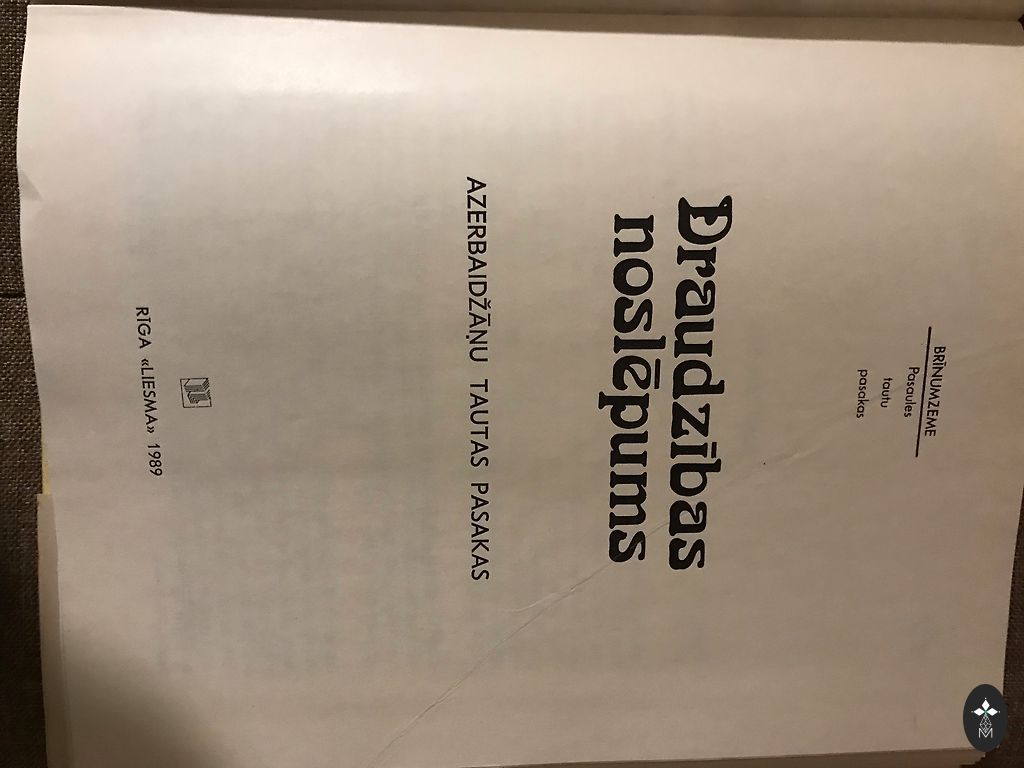 BRĪNUMZEME
Pasaules
tautu
pasakas
Draudzības
noslēpums
AZERBAIDŽĀŅU TAUTAS PASAKAS
RĪGA «LIESMA» 1989
M